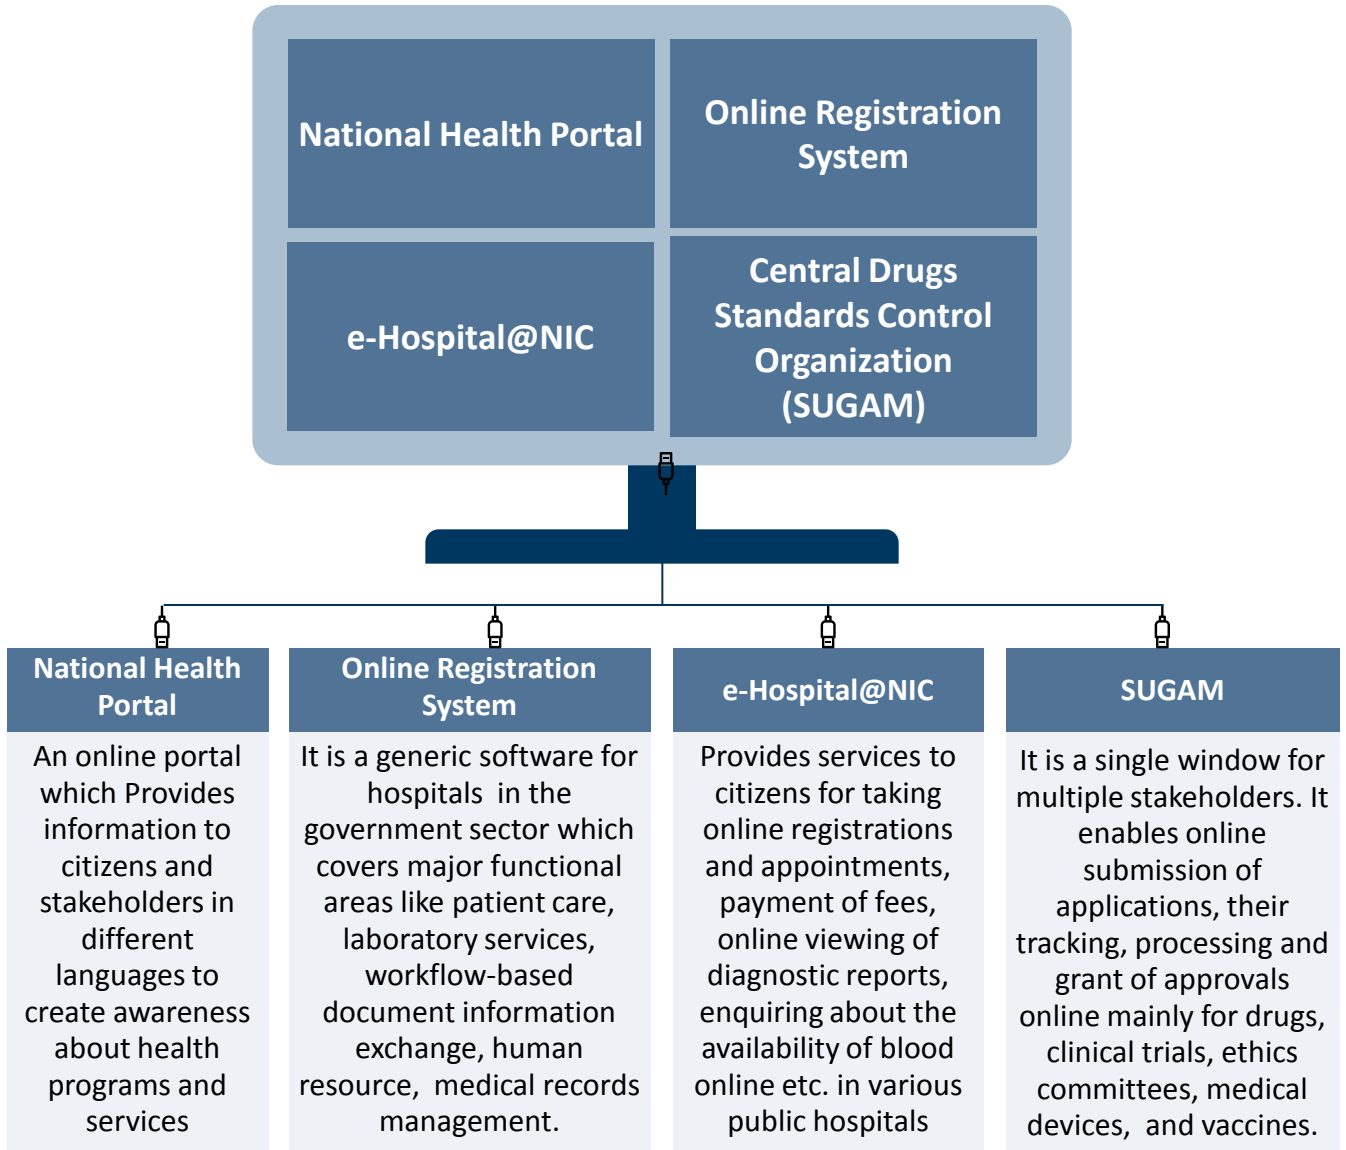 National Health Portal
Online Registration
System
e-Hospital@NIC
Central Drugs
Standards Control
Organization
(SUGAM)
National Health
Portal
An online portal
which Provides
information to
citizens and
stakeholders in
different
languages to
create awareness
about health
programs and
services
Online Registration
System
It is a generic software for
hospitals in the
government sector which
covers major functional
areas like patient care,
laboratory services,
workflow-based
document information
exchange, human
resource, medical records
management.
e-Hospital@NIC
Provides services to
citizens for taking
online registrations
and appointments,
payment of fees,
online viewing of
diagnostic reports,
enquiring about the
availability of blood
online etc. in various
public hospitals
SUGAM
It is a single window for
multiple stakeholders. It
enables online
submission of
applications, their
tracking, processing and
grant of approvals
online mainly for drugs,
clinical trials, ethics
committees, medical
devices, and vaccines.